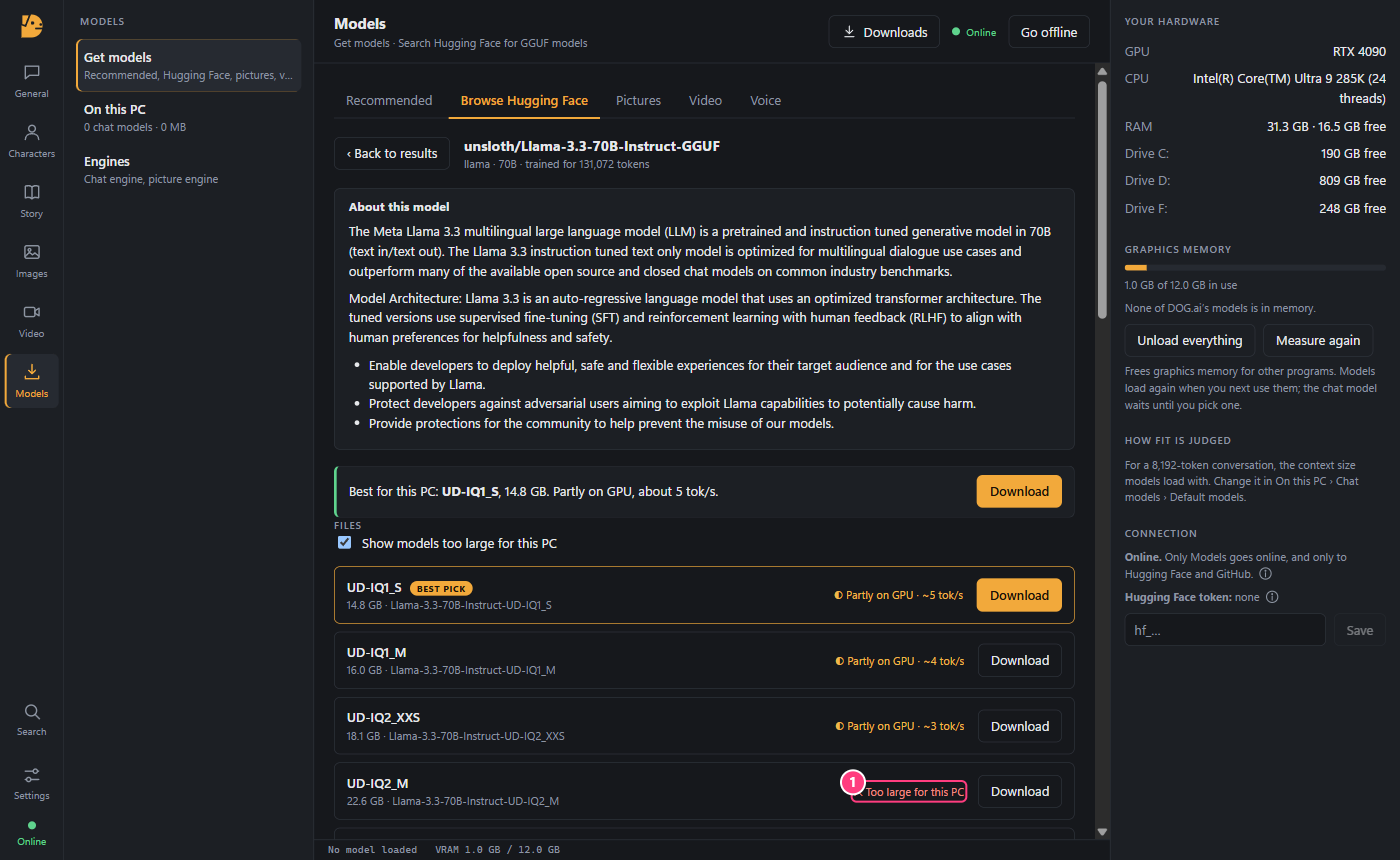 MODELS
Get models
Recommended, Hugging Face, pictures, v...
On this PC
0 chat models · 0 MB
Engines
Chat engine, picture engine
General
Characters
Story
Images
Video
Models
Search
Settings
Online
Models
Get models · Search Hugging Face for GGUF models
Downloads
Online
Go offline
Recommended
Browse Hugging Face
Pictures
Video
Voice
‹ Back to results
unsloth/Llama-3.3-70B-Instruct-GGUF
llama · 70B · trained for 131,072 tokens
About this model
The Meta Llama 3.3 multilingual large language model (LLM) is a pretrained and instruction tuned generative model in 70B
(text in/text out). The Llama 3.3 instruction tuned text only model is optimized for multilingual dialogue use cases and
outperform many of the available open source and closed chat models on common industry benchmarks.
Model Architecture: Llama 3.3 is an auto-regressive language model that uses an optimized transformer architecture. The
tuned versions use supervised fine-tuning (SFT) and reinforcement learning with human feedback (RLHF) to align with
human preferences for helpfulness and safety.
• Enable developers to deploy helpful, safe and flexible experiences for their target audience and for the use cases
supported by Llama.
• Protect developers against adversarial users aiming to exploit Llama capabilities to potentially cause harm.
• Provide protections for the community to help prevent the misuse of our models.
Best for this PC: UD-IQ1_S, 14.8 GB. Partly on GPU, about 5 tok/s.
Download
FILES
Show models too large for this PC
UD-IQ1_S BEST PICK
14.8 GB · Llama-3.3-70B-Instruct-UD-IQ1_S
Partly on GPU · ~5 tok/s
Download
UD-IQ1_M
16.0 GB · Llama-3.3-70B-Instruct-UD-IQ1_M
Partly on GPU · ~4 tok/s
Download
UD-IQ2_XXS
18.1 GB · Llama-3.3-70B-Instruct-UD-IQ2_XXS
Partly on GPU · ~3 tok/s
Download
UD-IQ2_M
22.6 GB · Llama-3.3-70B-Instruct-UD-IQ2_M
1
Too large for this PC
Download
No model loaded VRAM 1.0 GB / 12.0 GB
YOUR HARDWARE
GPU RTX 4090
CPU Intel(R) Core(TM) Ultra 9 285K (24
threads)
RAM 31.3 GB · 16.5 GB free
Drive C: 190 GB free
Drive D: 809 GB free
Drive F: 248 GB free
GRAPHICS MEMORY
1.0 GB of 12.0 GB in use
None of DOG.ai's models is in memory.
Unload everything
Measure again
Frees graphics memory for other programs. Models
load again when you next use them; the chat model
waits until you pick one.
HOW FIT IS JUDGED
For a 8,192-token conversation, the context size
models load with. Change it in On this PC › Chat
models › Default models.
CONNECTION
Online. Only Models goes online, and only to
Hugging Face and GitHub.
Hugging Face token: none
hf_...
Save